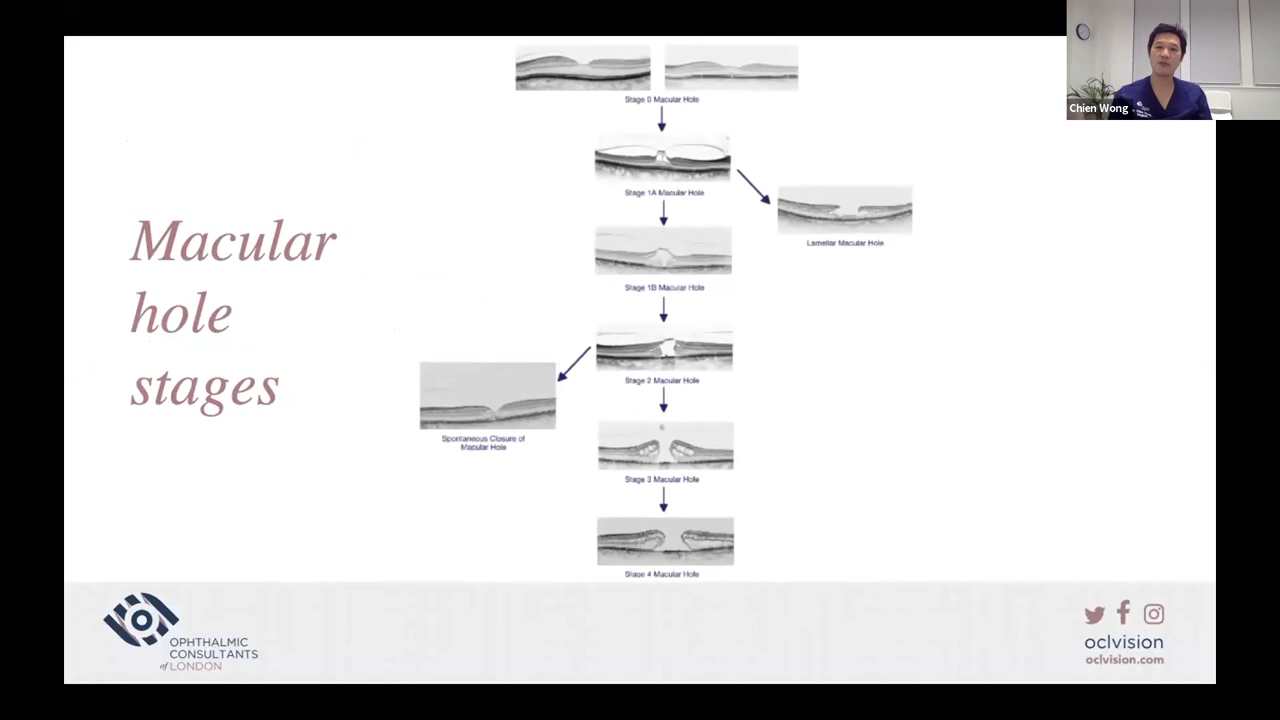 Chien Wong
Macular
hole
stages
Stage 0 Macular Hole
Stage 1A Macular Hole
Lamellar Macular Hole
Stage 1B Macular Hole
Stage 2 Macular Hole
Spontaneous Closure of
Macular Hole
Stage 3 Macular Hole
Stage 4 Macular Hole
OPHTHALMIC
CONSULTANTS
of LONDON
oclvision
oclvision.com